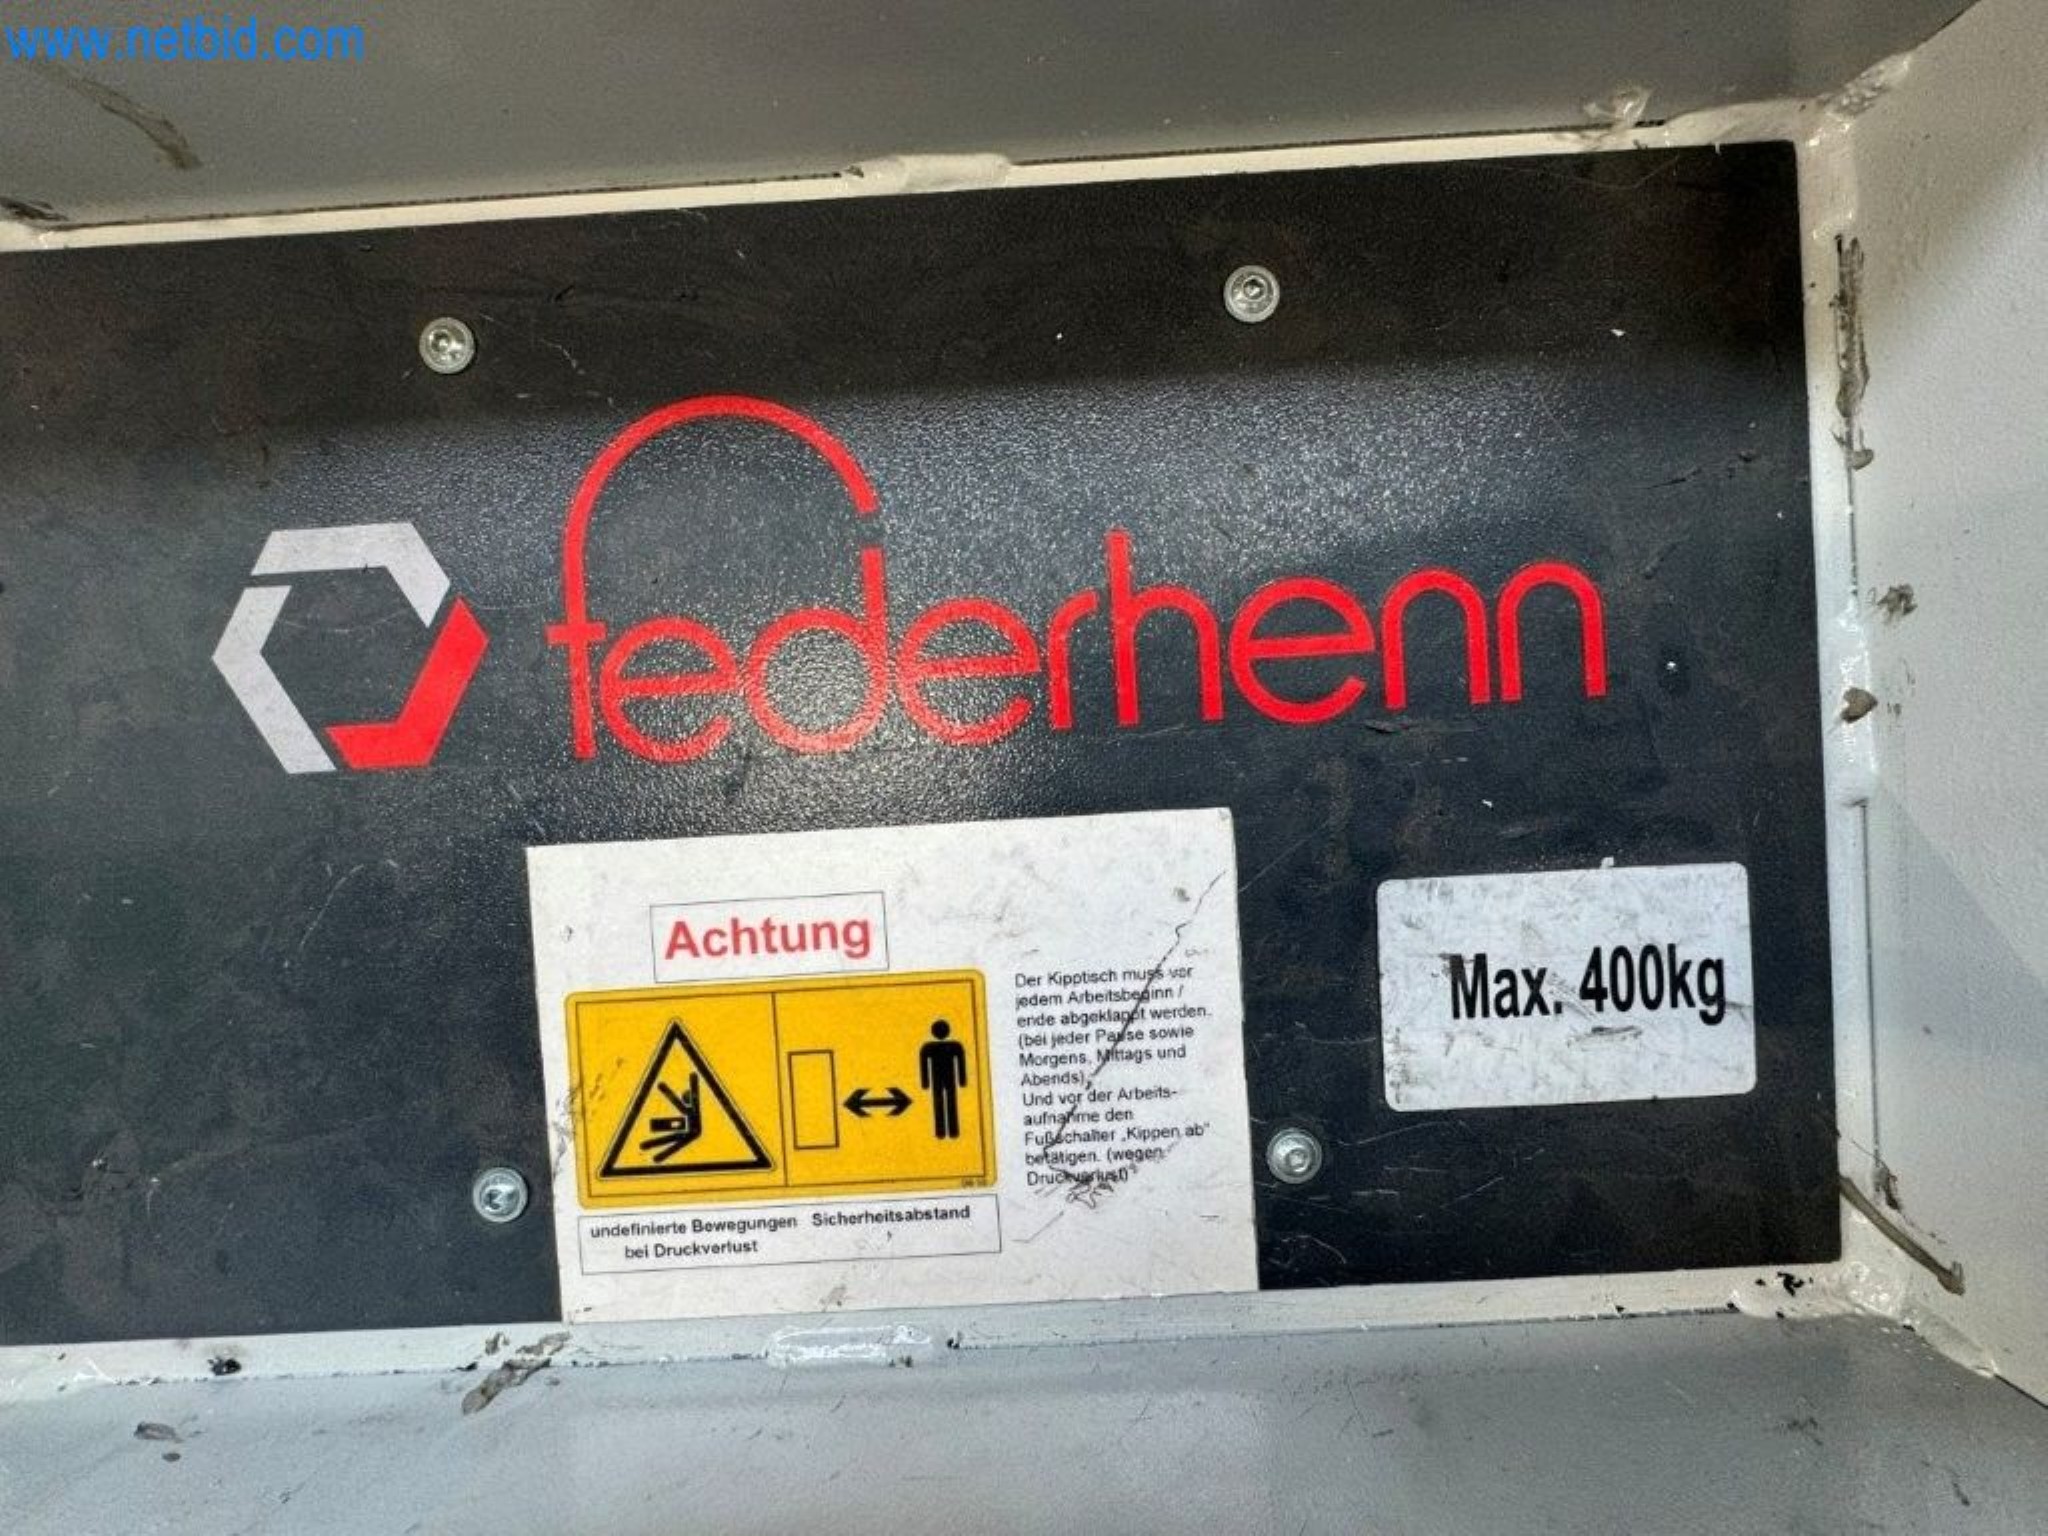 www.netbid.com
federhenn
Achtung
Der Kipptisch muss vor
jedem Arbeitsbeginn /
ende abgeklappt werden.
(bei jeder Pause sowie
Morgens, Mittags und
Abends),
Und vor der Arbeits-
aufnahme den
Fußschalter „Kippen ab"
betätigen. (wegen
Druckverlust)
undefinierte Bewegungen Sicherheitsabstand
bei Druckverlust
Max. 400kg